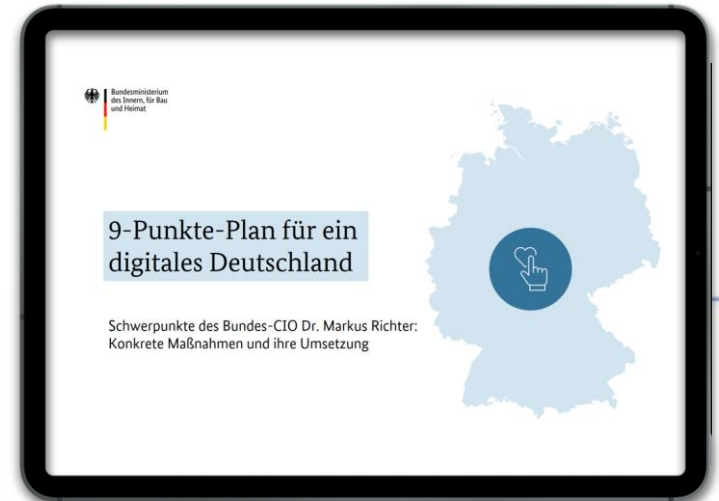 Bundesministerium
des Innern, für Bau
und Heimat
9-Punkte-Plan für ein
digitales Deutschland
Schwerpunkte des Bundes-CIO Dr. Markus Richter:
Konkrete Maßnahmen und ihre Umsetzung